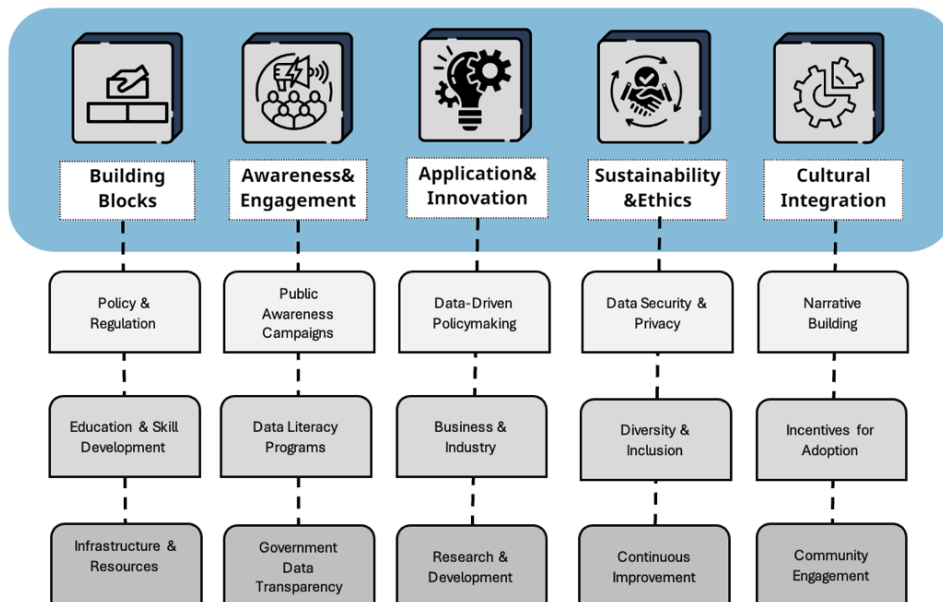 Building
Blocks
Awareness&
Engagement
Application&
Innovation
Sustainability
&Ethics
Cultural
Integration
Policy &
Regulation
Public
Awareness
Campaigns
Data-Driven
Policymaking
Data Security &
Privacy
Narrative
Building
Education & Skill
Development
Data Literacy
Programs
Business &
Industry
Diversity &
Inclusion
Incentives for
Adoption
Infrastructure &
Resources
Government
Data
Transparency
Research &
Development
Continuous
Improvement
Community
Engagement